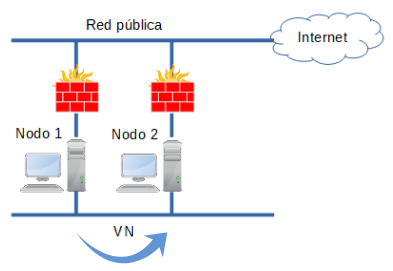 Red pública
Internet
Nodo 1
Nodo 2
VN